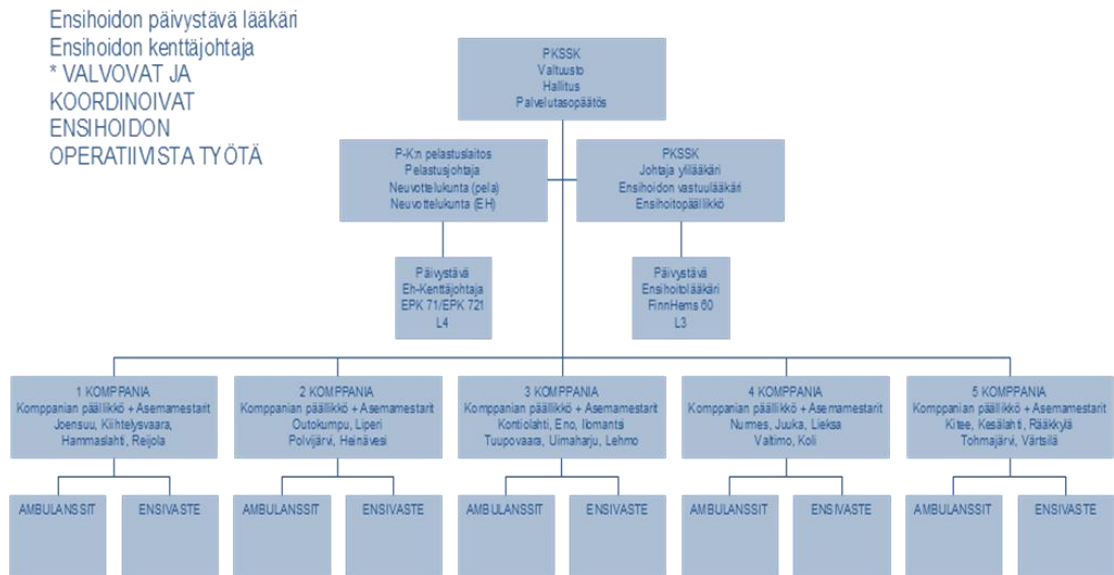 Ensihoidon päivystävä lääkäri
Ensihoidon kenttäjohtaja
* VALVOVAT JA
KOORDINOIVAT
ENSIHOIDON
OPERATIIVISTA TYÖTÄ
PKSSK
Valtuusto
Hallitus
Palvelutasopäätös
P-K:n pelastuslaitos
Pelastusjohtaja
Neuvottelukunta (pela)
Neuvottelukunta (EH)
PKSSK
Johtaja ylilääkäri
Ensihoidon vastuulääkäri
Ensihoitopäällikkö
Päivystävä
Eh-Kenttäjohtaja
EPK 71/EPK 721
L4
Päivystävä
Ensihoitolääkäri
FinnHems 60
L3
1 KOMPPANIA
Komppanian päällikkö + Asemamestarit
Joensuu, Kiihtelysvaara,
Hammaslahti, Reijola
2 KOMPPANIA
Komppanian päällikkö + Asemamestarit
Outokumpu, Liperi
Polvijärvi, Heinävesi
3 KOMPPANIA
Komppanian päällikkö + Asemamestarit
Kontiolahti, Eno, Ilomantsi
Tuupovaara, Uimaharju, Lehmo
4 KOMPPANIA
Komppanian päällikkö + Asemamestarit
Nurmes, Juuka, Lieksa
Valtimo, Koli
5 KOMPPANIA
Komppanian päällikkö + Asemamestarit
Kitee, Kesälahti, Rääkkylä
Tohmajärvi, Värtsilä
AMBULANSSIT
ENSIVASTE
AMBULANSSIT
ENSIVASTE
AMBULANSSIT
ENSIVASTE
AMBULANSSIT
ENSIVASTE
AMBULANSSIT
ENSIVASTE